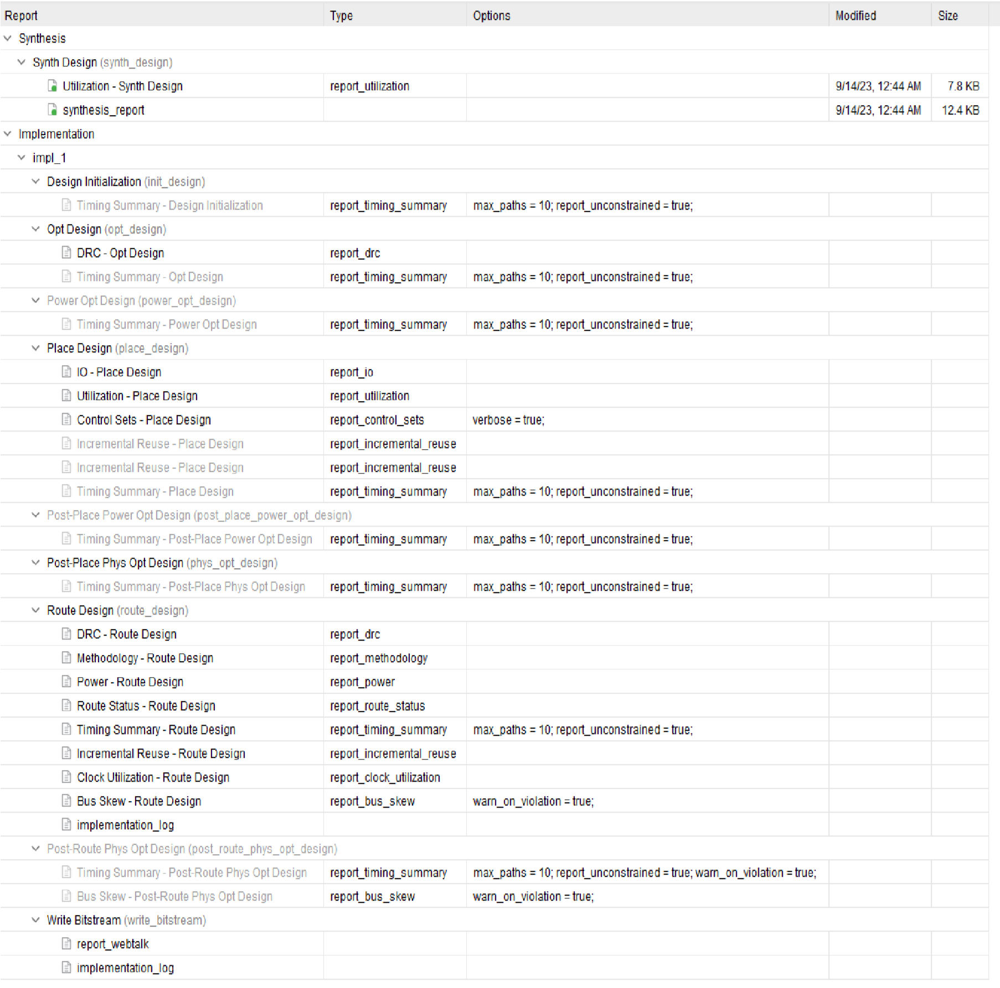 Report Type Options Modified Size
Synthesis
Synth Design (synth_design)
Utilization - Synth Design report_utilization 9/14/23, 12:44 AM 7.8 KB
synthesis_report 9/14/23, 12:44 AM 12.4 KB
Implementation
impl_1
Design Initialization (init_design)
Timing Summary - Design Initialization report_timing_summary max_paths = 10; report_unconstrained = true;
Opt Design (opt_design)
DRC - Opt Design report_drc
Timing Summary - Opt Design report_timing_summary max_paths = 10; report_unconstrained = true;
Power Opt Design (power_opt_design)
Timing Summary - Power Opt Design report_timing_summary max_paths = 10; report_unconstrained = true;
Place Design (place_design)
IO - Place Design report_io
Utilization - Place Design report_utilization
Control Sets - Place Design report_control_sets verbose = true;
Incremental Reuse - Place Design report_incremental_reuse
Incremental Reuse - Place Design report_incremental_reuse
Timing Summary - Place Design report_timing_summary max_paths = 10; report_unconstrained = true;
Post-Place Power Opt Design (post_place_power_opt_design)
Timing Summary - Post-Place Power Opt Design report_timing_summary max_paths = 10; report_unconstrained = true;
Post-Place Phys Opt Design (phys_opt_design)
Timing Summary - Post-Place Phys Opt Design report_timing_summary max_paths = 10; report_unconstrained = true;
Route Design (route_design)
DRC - Route Design report_drc
Methodology - Route Design report_methodology
Power - Route Design report_power
Route Status - Route Design report_route_status
Timing Summary - Route Design report_timing_summary max_paths = 10; report_unconstrained = true;
Incremental Reuse - Route Design report_incremental_reuse
Clock Utilization - Route Design report_clock_utilization
Bus Skew - Route Design report_bus_skew warn_on_violation = true;
implementation_log
Post-Route Phys Opt Design (post_route_phys_opt_design)
Timing Summary - Post-Route Phys Opt Design report_timing_summary max_paths = 10; report_unconstrained = true; warn_on_violation = true;
Bus Skew - Post-Route Phys Opt Design report_bus_skew warn_on_violation = true;
Write Bitstream (write_bitstream)
report_webtalk
implementation_log